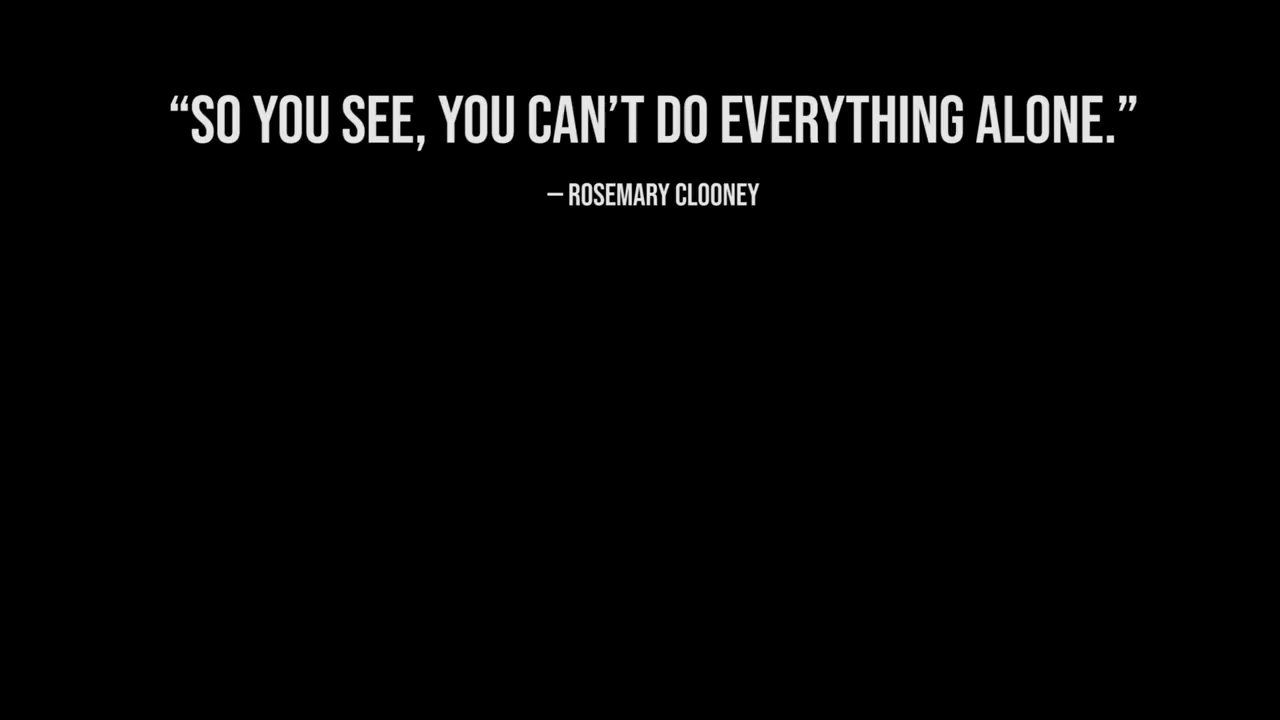 “SO YOU SEE, YOU CAN’T DO EVERYTHING ALONE.”
– ROSEMARY CLOONEY